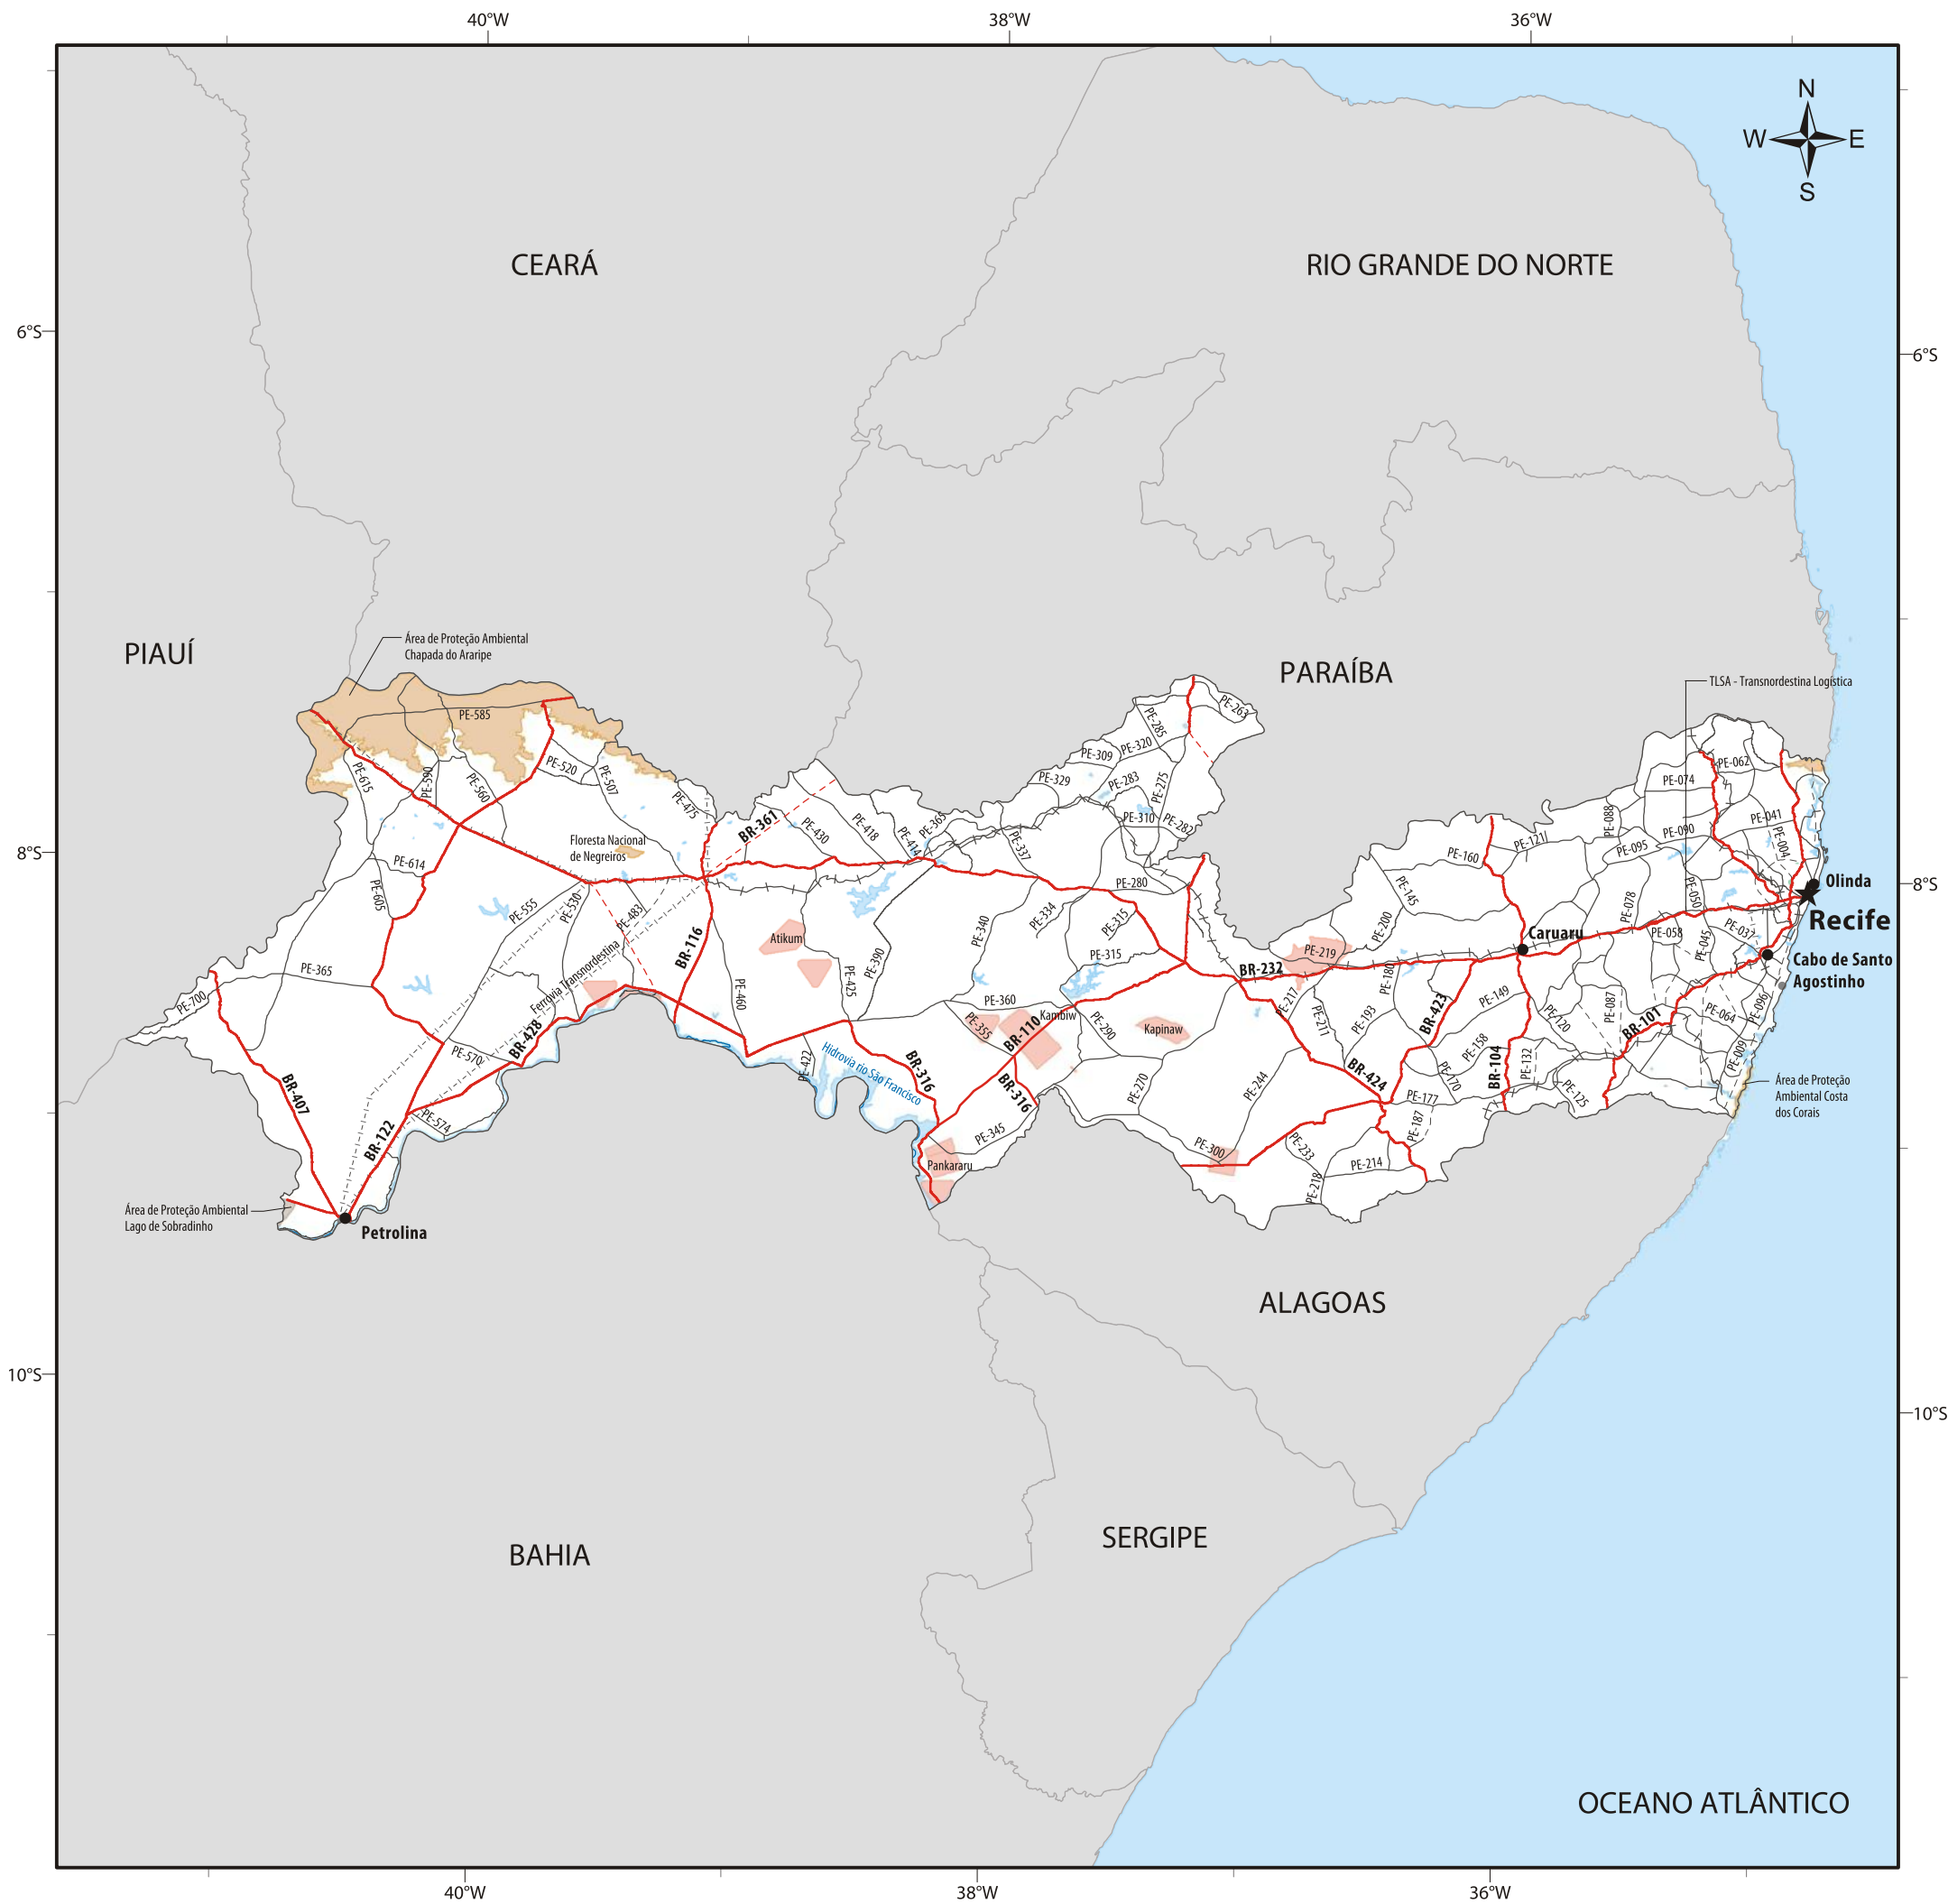 40°W
38°W
36°W
N
W
E
S
CEARÁ
RIO GRANDE DO NORTE
6°S
6°S
Área de Proteção Ambiental
Chapada do Araripe
PIAUÍ
PARAÍBA
TLSA - Transnordestina Logística
PE-585
PE-263
PE-285
PE-320
PE-309
PE-329
PE-283
PE-275
PE-310
PE-282
PE-615
PE-590
PE-560
PE-520
PE-507
PE-475
BR-361
PE-430
PE-418
PE-414
PE-365
PE-337
PE-062
PE-074
PE-088
PE-041
PE-090
PE-004
PE-095
PE-121
PE-160
8°S
8°S
Floresta Nacional
de Negreiros
PE-614
PE-605
PE-555
PE-530
PE-483
PE-280
PE-145
PE-078
PE-050
Olinda
Recife
Atikum
PE-340
PE-334
PE-315
PE-315
PE-200
Caruaru
PE-058
PE-045
PE-037
Cabo de Santo
Agostinho
PE-365
PE-700
Ferrovia Transnordestina
BR-116
PE-460
PE-425
PE-390
PE-219
BR-232
PE-180
PE-360
PE-355
Kambiw
BR-110
PE-290
Kapinaw
PE-217
PE-211
PE-193
BR-423
PE-149
PE-120
PE-087
BR-101
PE-064
PE-096
PE-009
BR-428
PE-570
PE-422
Hidrovia rio São Francisco
BR-316
BR-316
PE-270
PE-244
BR-424
PE-158
PE-170
BR-104
PE-132
PE-125
PE-177
PE-187
Área de Proteção
Ambiental Costa
dos Corais
BR-407
BR-122
PE-574
PE-345
Pankararu
PE-300
PE-233
PE-218
PE-214
Área de Proteção Ambiental
Lago de Sobradinho
Petrolina
ALAGOAS
10°S
10°S
SERGIPE
BAHIA
OCEANO ATLÂNTICO
40°W
38°W
36°W